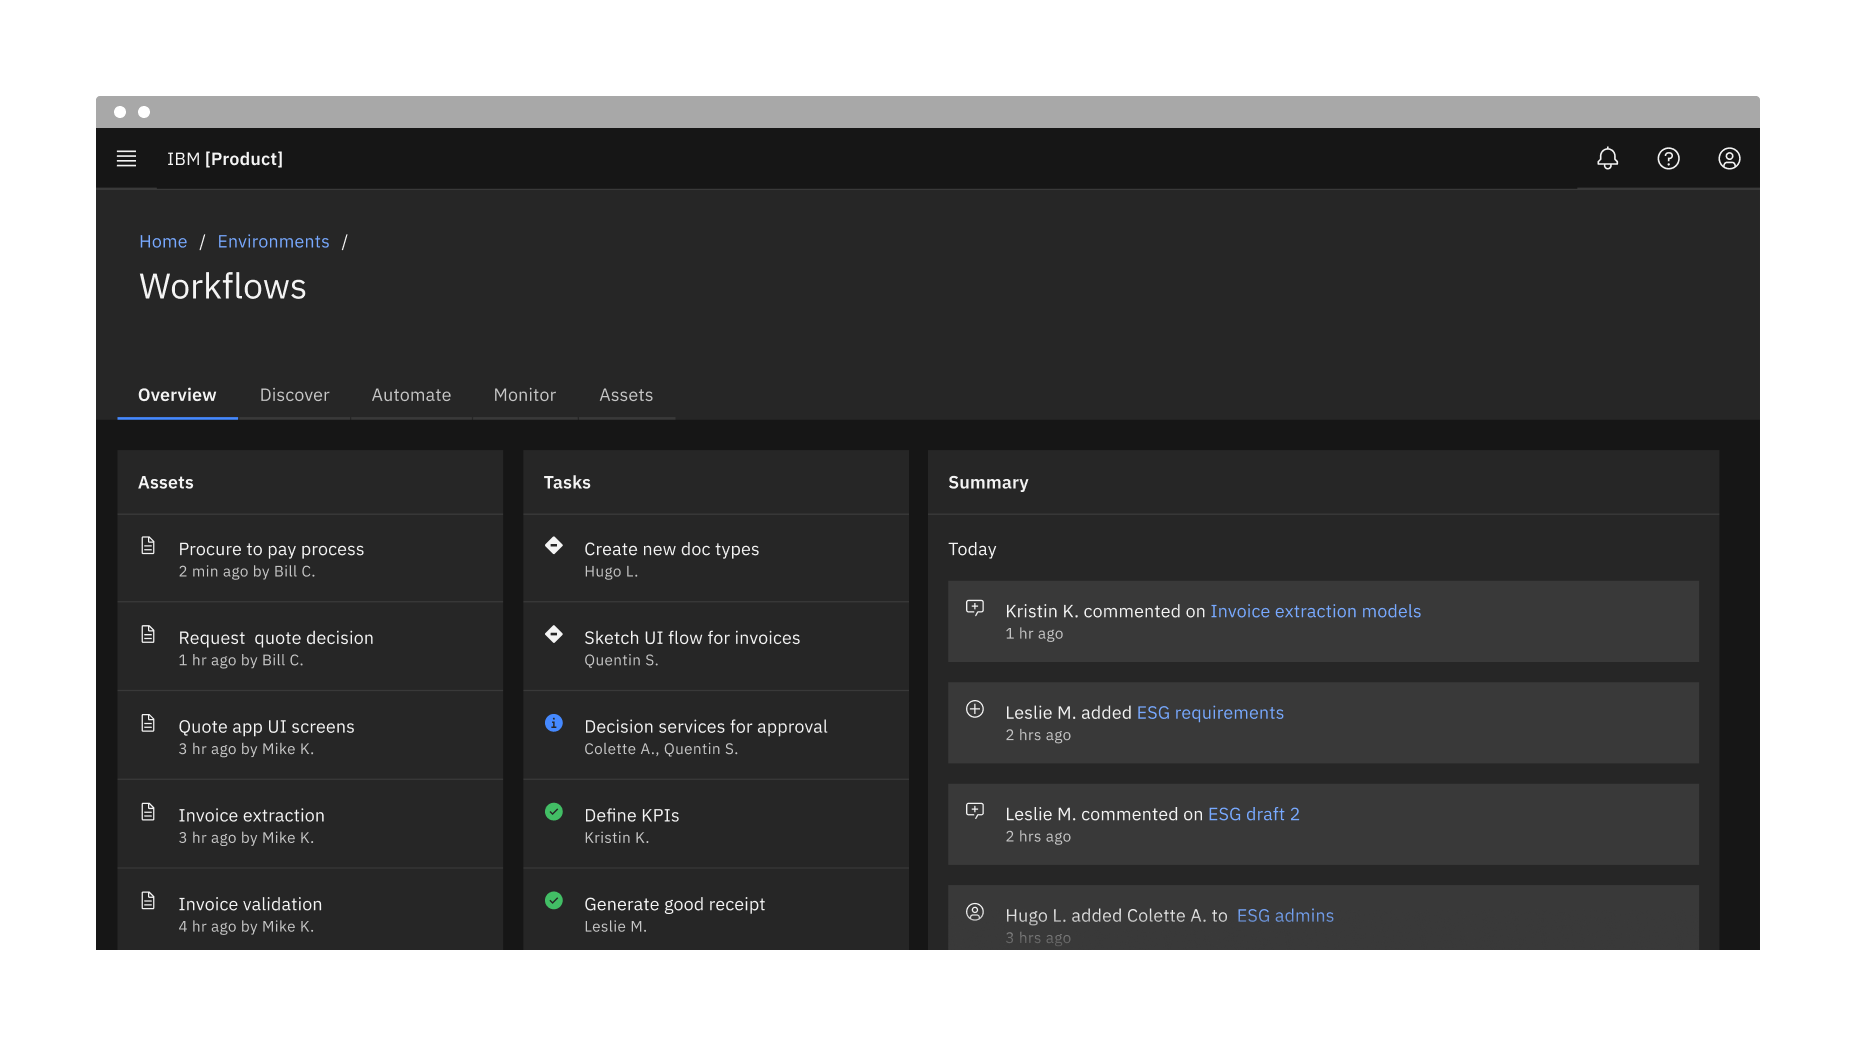 IBM [Product]
Home / Environments /
Workflows
Overview Discover Automate Monitor Assets
Assets
Procure to pay process
2 min ago by Bill C.
Request  quote decision
1 hr ago by Bill C.
Quote app UI screens
3 hr ago by Mike K.
Invoice extraction
3 hr ago by Mike K.
Invoice validation
4 hr ago by Mike K.
Tasks
Create new doc types
Hugo L.
Sketch UI flow for invoices
Quentin S.
Decision services for approval
Colette A., Quentin S.
Define KPIs
Kristin K.
Generate good receipt
Leslie M.
Summary
Today
Kristin K. commented on Invoice extraction models
1 hr ago
Leslie M. added ESG requirements
2 hrs ago
Leslie M. commented on ESG draft 2
2 hrs ago
Hugo L. added Colette A. to  ESG admins
3 hrs ago